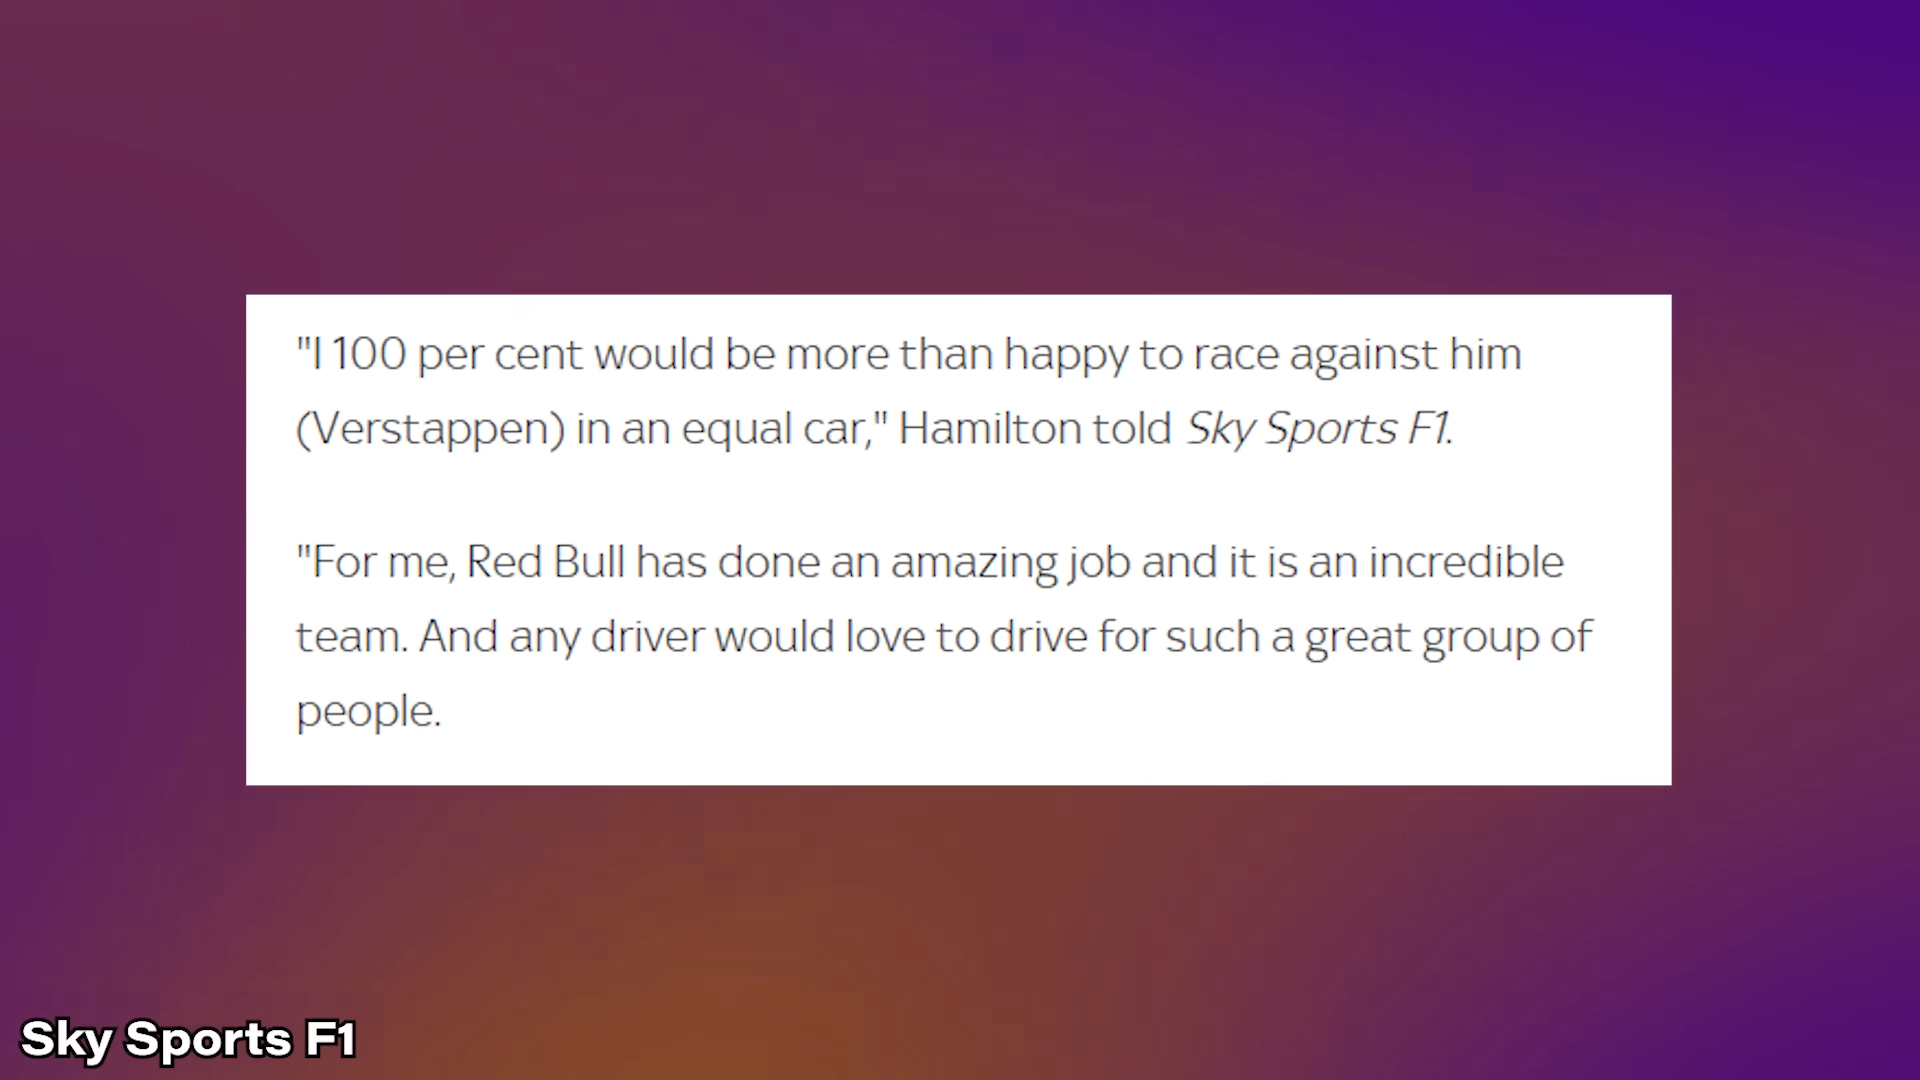 "I 100 per cent would be more than happy to race against him
(Verstappen) in an equal car," Hamilton told Sky Sports F1.
"For me, Red Bull has done an amazing job and it is an incredible
team. And any driver would love to drive for such a great group of
people.
Sky Sports F1